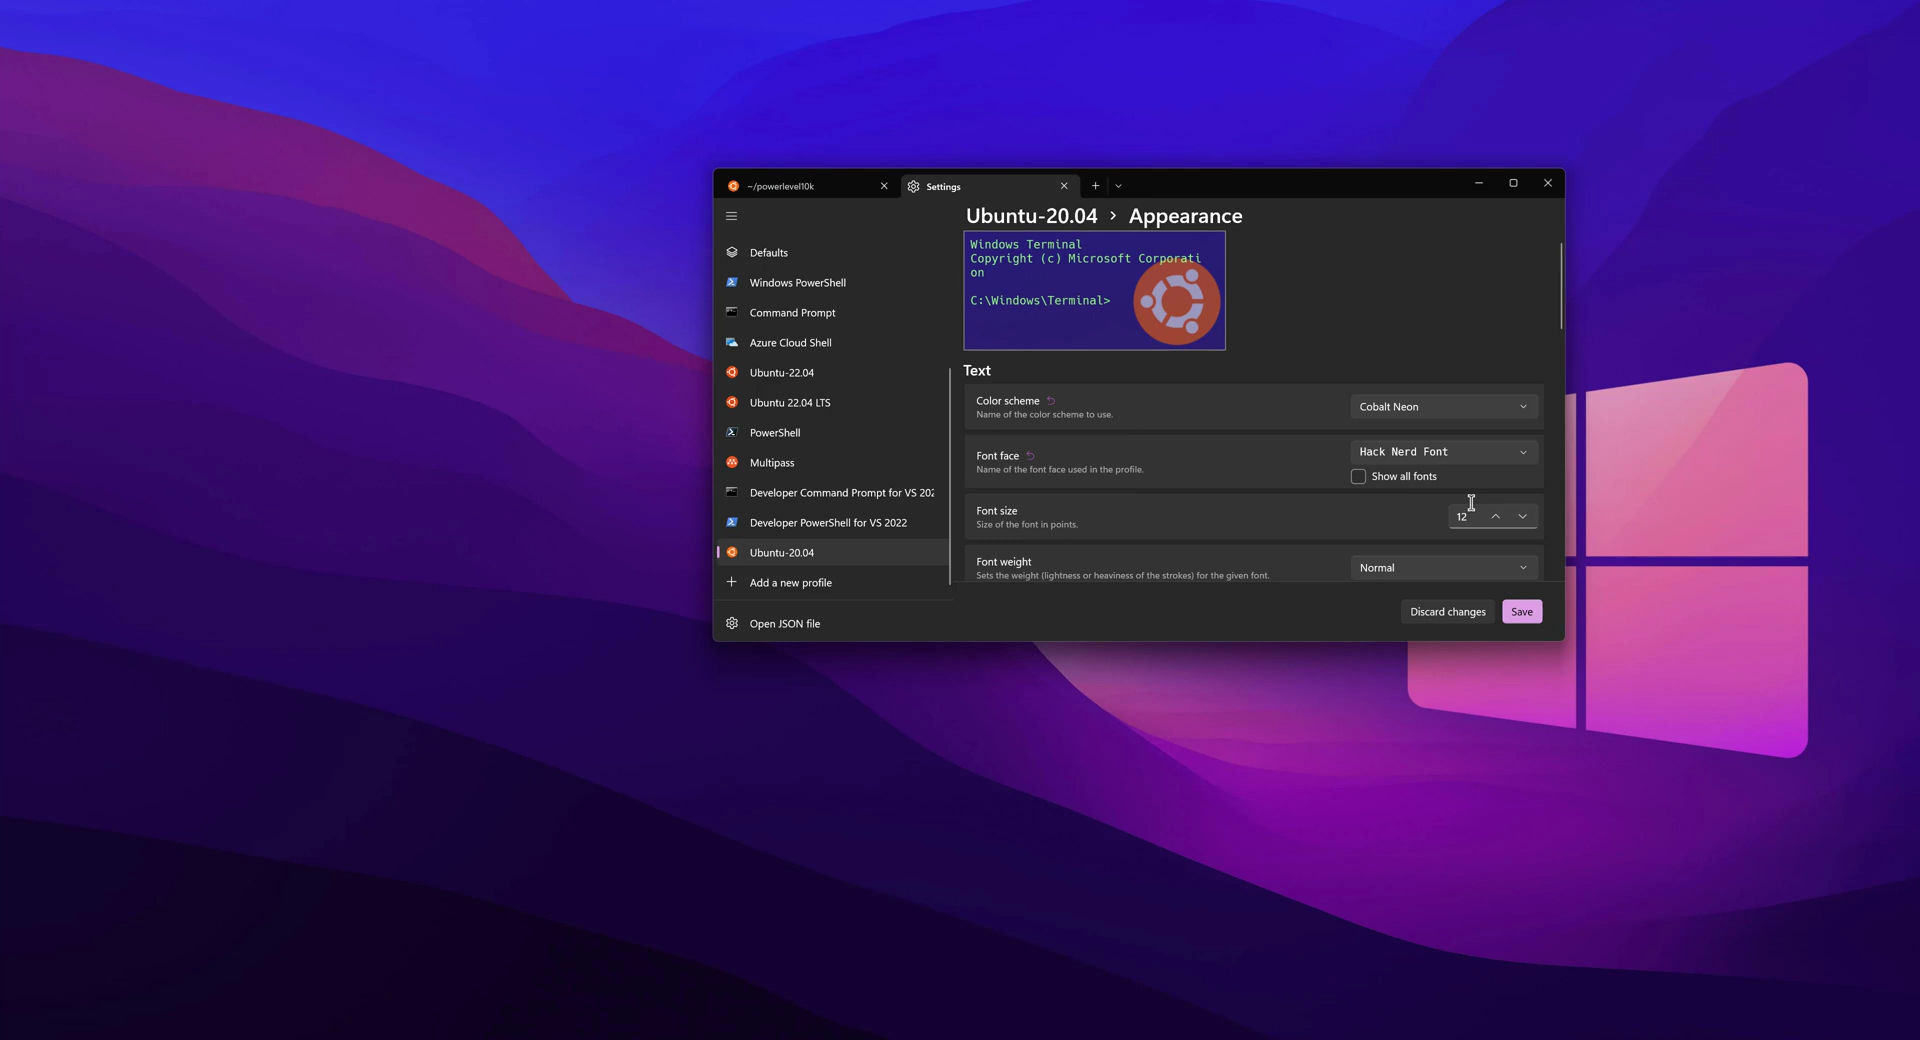 ~/powerlevel10k
Settings
Ubuntu-20.04 > Appearance
Defaults
Windows PowerShell
Command Prompt
Azure Cloud Shell
Ubuntu-22.04
Ubuntu 22.04 LTS
PowerShell
Multipass
Developer Command Prompt for VS 202
Developer PowerShell for VS 2022
Ubuntu-20.04
Add a new profile
Open JSON file
Windows Terminal
Copyright (c) Microsoft Corporati
on
C:\Windows\Terminal>
Text
Color scheme
Name of the color scheme to use.
Cobalt Neon
Font face
Name of the font face used in the profile.
Hack Nerd Font
Show all fonts
Font size
Size of the font in points.
12
Font weight
Sets the weight (lightness or heaviness of the strokes) for the given font.
Normal
Discard changes
Save